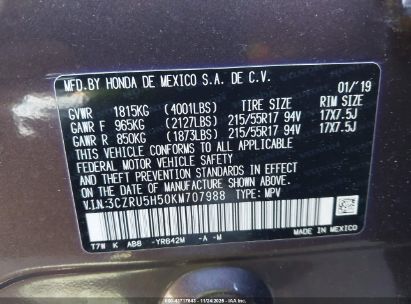 MFD.BY HONDA DE MEXICO S.A. DE C.V.
01/'19
GVWR 1815KG (4001LBS) TIRE SIZE RIM SIZE
GAWR F 965KG (2127LBS) 215/55R17 94V 17X7.5J
GAWR R 850KG (1873LBS) 215/55R17 94V 17X7.5J
THIS VEHICLE CONFORMS TO ALL APPLICABLE
FEDERAL MOTOR VEHICLE SAFETY AND THEFT
PREVENTION STANDARDS IN EFFECT ON THE
DATE OF MANUFACTURE SHOWN ABOVE.
V.I.N.:3CZRU5H50KM707988 TYPE: MPV
T7W K AB8 -YR642M -A -M
MADE IN MEXICO